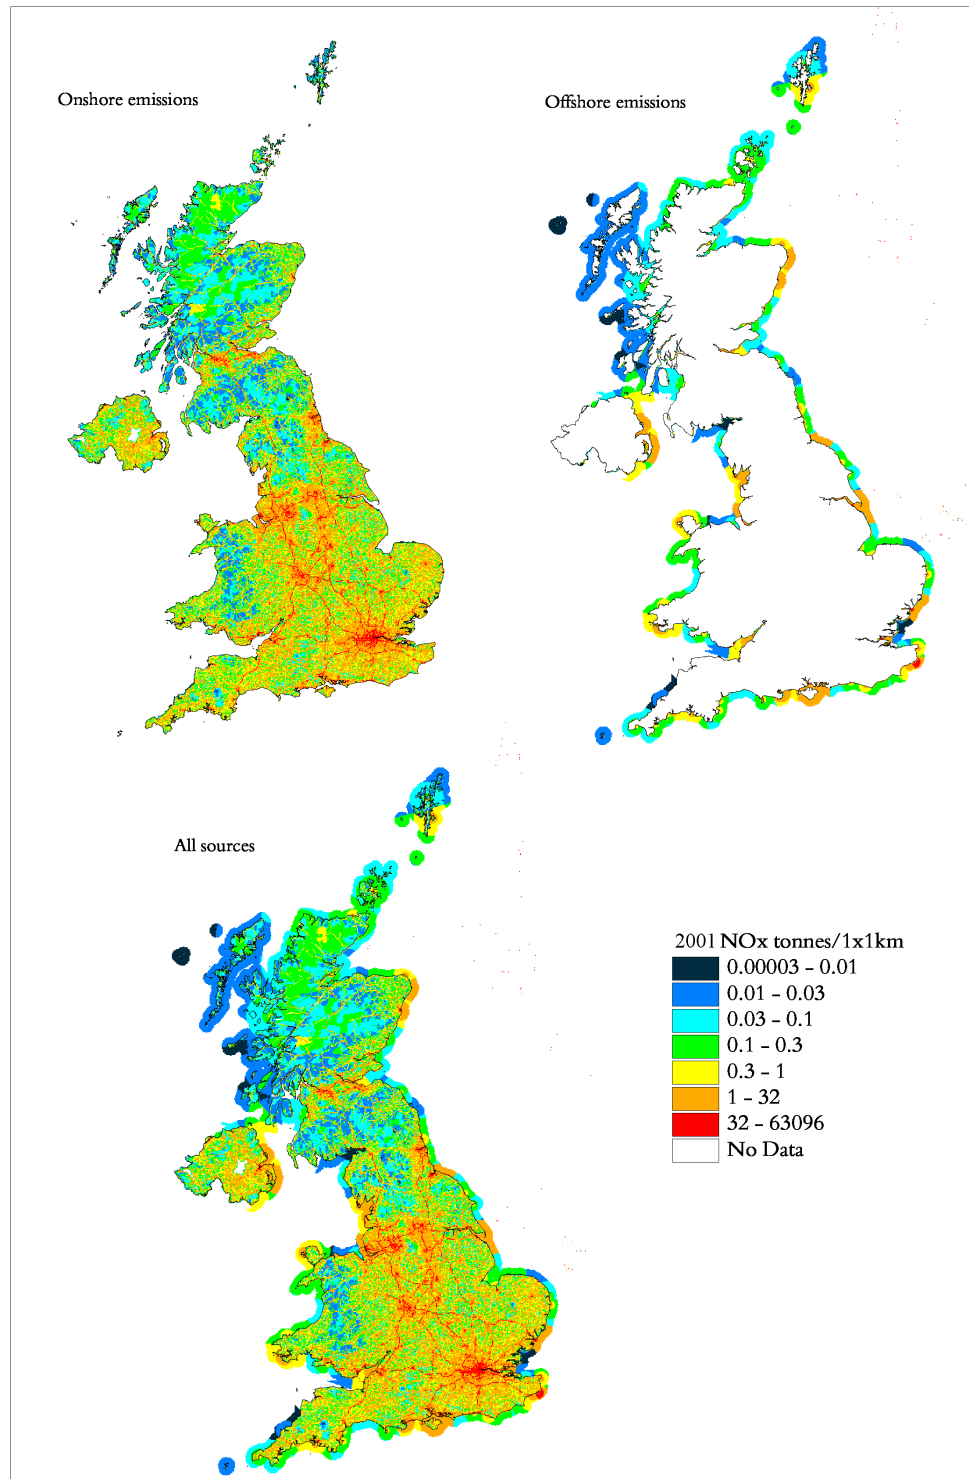 Onshore emissions
Offshore emissions
All sources
2001 NOx tonnes/1x1km
0.00003 – 0.01
0.01 – 0.03
0.03 – 0.1
0.1 – 0.3
0.3 – 1
1 – 32
32 – 63096
No Data